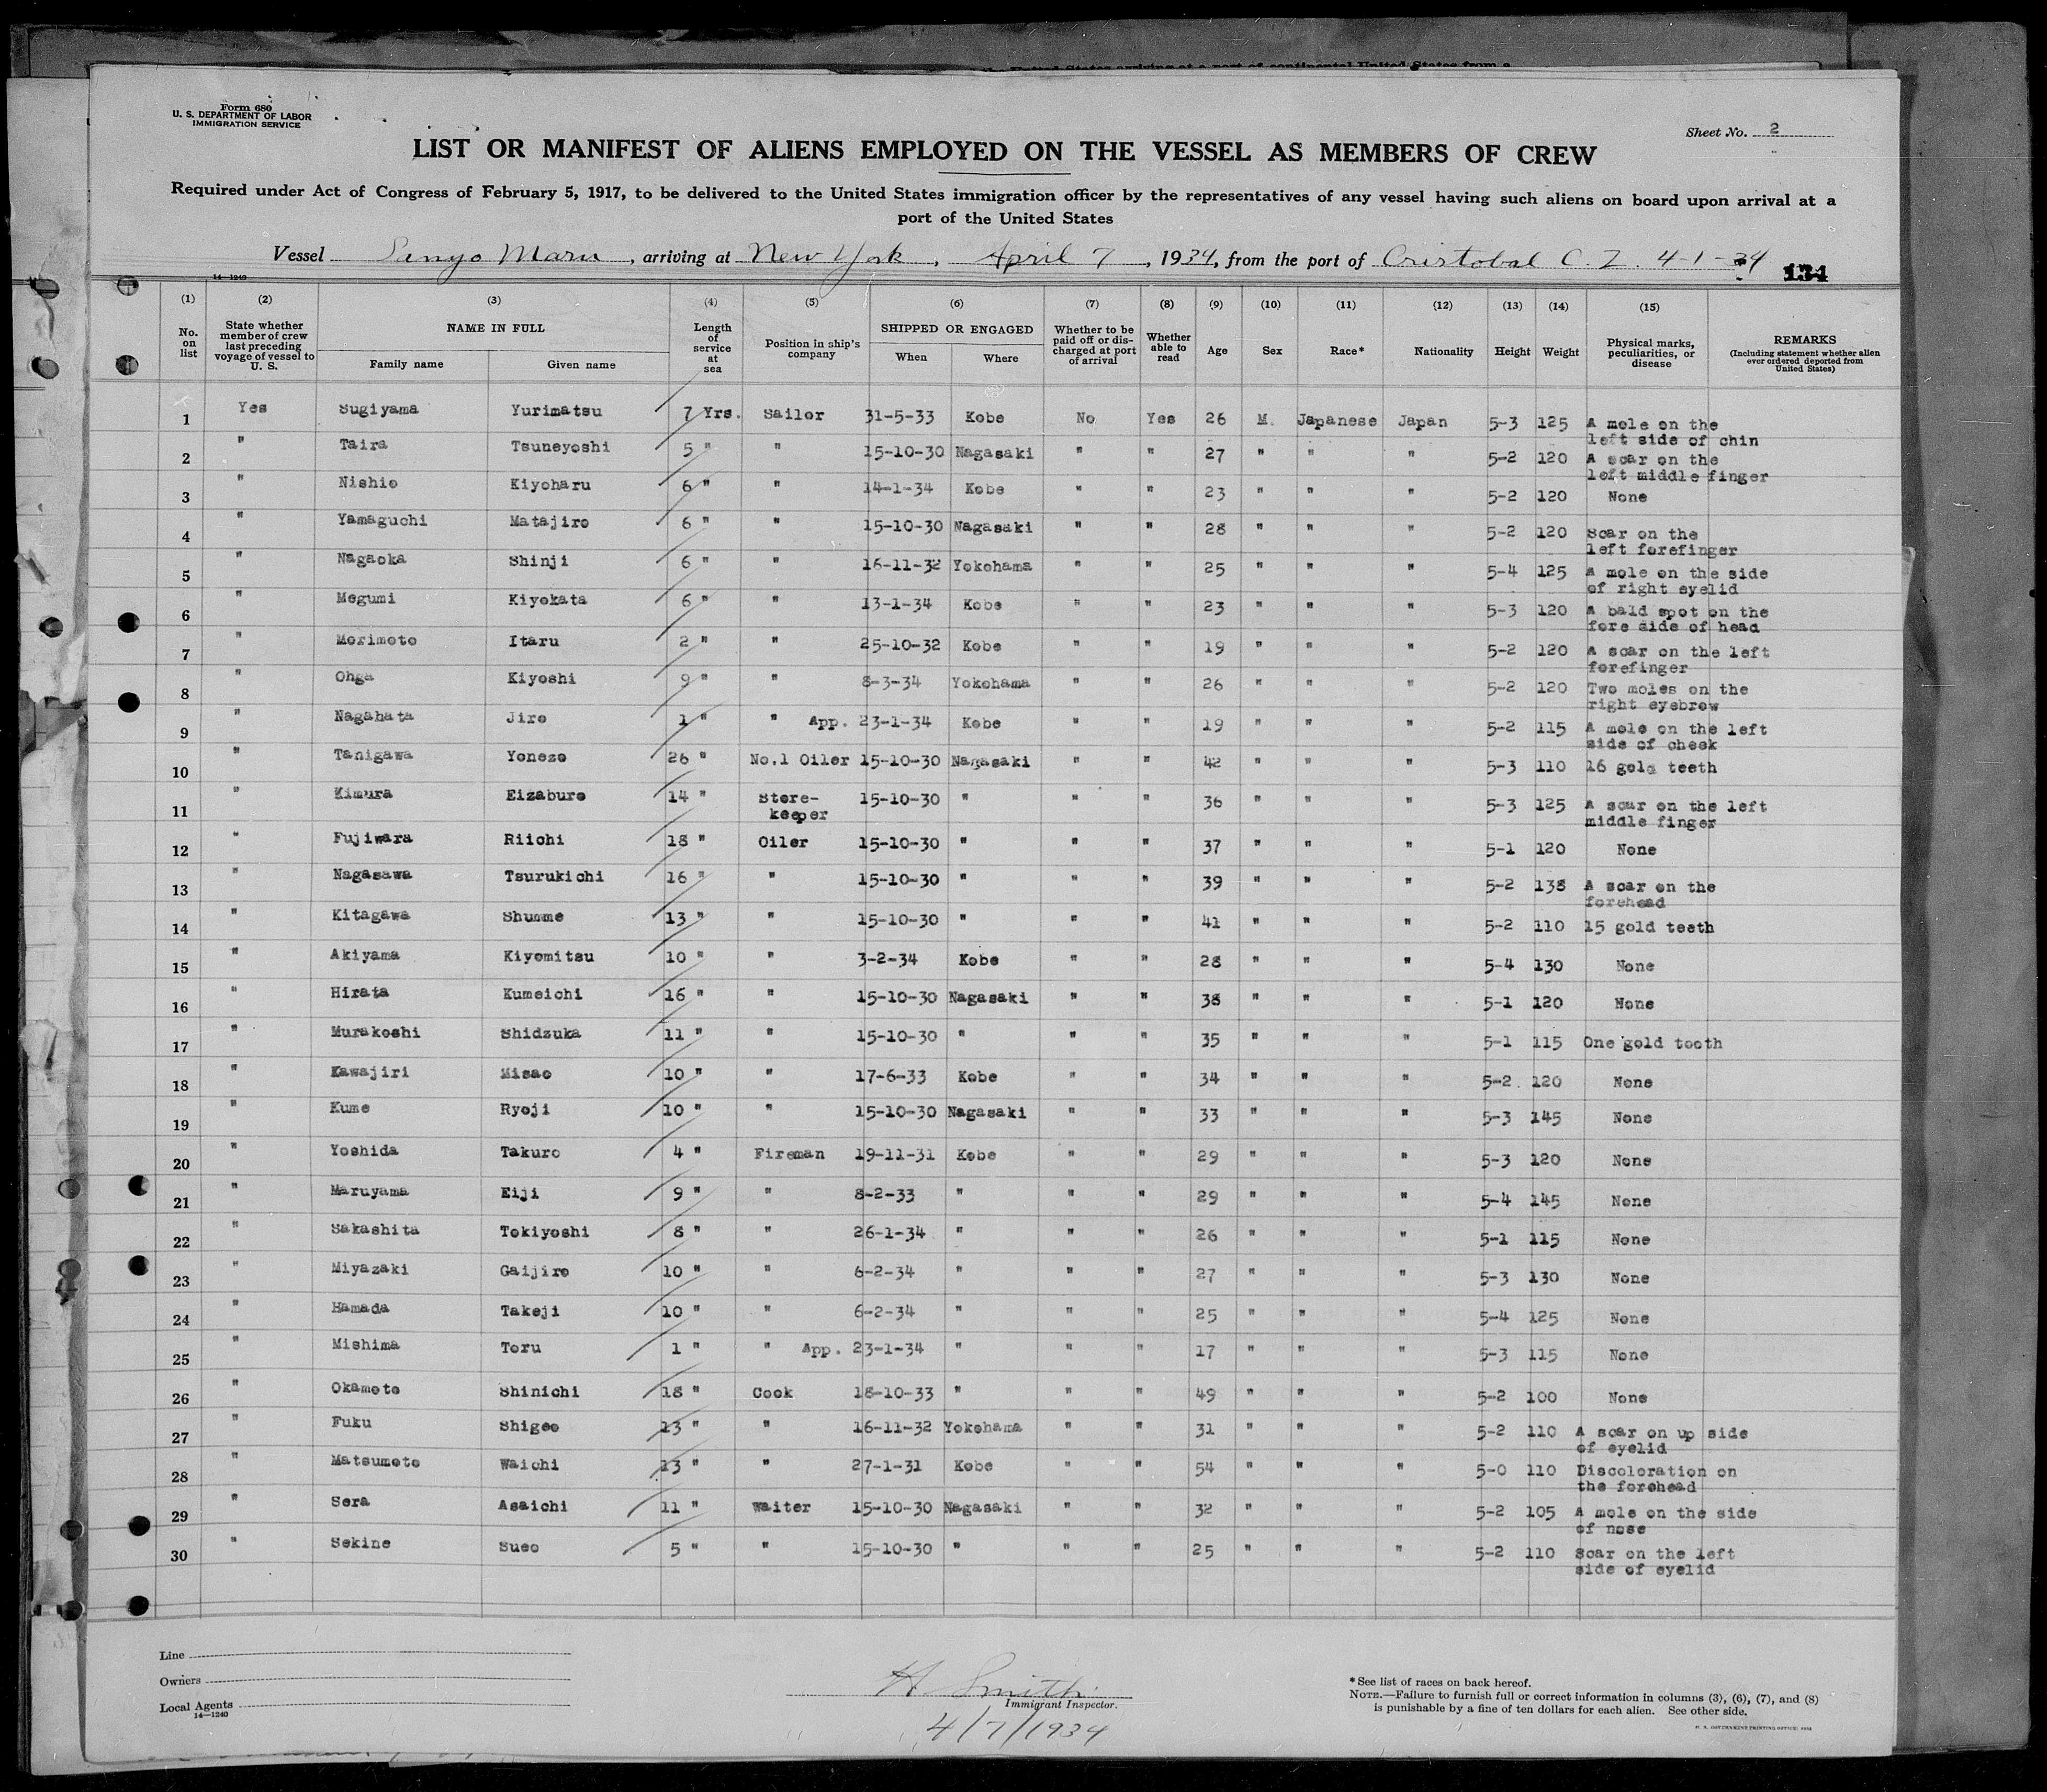 Form 680
U. S. DEPARTMENT OF LABOR
IMMIGRATION SERVICE
Sheet No. 2
LIST OR MANIFEST OF ALIENS EMPLOYED ON THE VESSEL AS MEMBERS OF CREW
Required under Act of Congress of February 5, 1917, to be delivered to the United States immigration officer by the representatives of any vessel having such aliens on board upon arrival at a
port of the United States
Vessel Sanyo Maru, arriving at New York, April 7, 1934, from the port of Cristobal C. Z. 4-1-34
14-1240
134
(1) (2) (3) (4) (5) (6) (7) (8) (9) (10) (11) (12) (13) (14) (15)
No. on list State whether member of crew last preceding voyage of vessel to U. S. NAME IN FULL Family name Given name Length of service at sea Position in ship's company SHIPPED OR ENGAGED When Where Whether to be paid off or discharged at port of arrival Whether able to read Age Sex Race* Nationality Height Weight Physical marks, peculiarities, or disease REMARKS (Including statement whether alien ever ordered deported from United States)
1 Yes Sugiyama Yurimatsu 7 Yrs. Sailor 31-5-33 Kobe No Yes 26 M. Japanese Japan 5-3 125 A mole on the
left side of chin
2 " Taira Tsuneyoshi 5 " " 15-10-30 Nagasaki " " 27 " " " 5-2 120 A scar on the
left middle finger
3 " Nishio Kiyoharu 6 " " 14-1-34 Kobe " " 23 " " " 5-2 120 None
4 " Yamaguchi Matajiro 6 " " 15-10-30 Nagasaki " " 28 " " " 5-2 120 Scar on the
left forefinger
5 " Nagaoka Shinji 6 " " 16-11-32 Yokohama " " 25 " " " 5-4 125 A mole on the side
of right eyelid
6 " Megumi Kiyokata 6 " " 13-1-34 Kobe " " 23 " " " 5-3 120 A bald spot on the
fore side of head
7 " Morimoto Itaru 2 " " 25-10-32 Kobe " " 19 " " " 5-2 120 A scar on the left
forefinger
8 " Ohga Kiyoshi 9 " " 8-3-34 Yokohama " " 26 " " " 5-2 120 Two moles on the
right eyebrow
9 " Nagahata Jiro 1 " " App. 23-1-34 Kobe " " 19 " " " 5-2 115 A mole on the left
side of cheek
10 " Tanigawa Yonezo 26 " No.1 Oiler 15-10-30 Nagasaki " " 42 " " " 5-3 110 16 gold teeth
11 " Kimura Eizaburo 14 " Store-
keeper 15-10-30 " " " 36 " " " 5-3 125 A scar on the left
middle finger
12 " Fujiwara Riichi 18 " Oiler 15-10-30 " " " 37 " " " 5-1 120 None
13 " Nagasawa Tsurukichi 16 " " 15-10-30 " " " 39 " " " 5-2 138 A scar on the
forehead
14 " Kitagawa Shumme 13 " " 15-10-30 " " " 41 " " " 5-2 110 15 gold teeth
15 " Akiyama Kiyomitsu 10 " " 3-2-34 Kobe " " 28 " " " 5-4 130 None
16 " Hirata Kumeichi 16 " " 15-10-30 Nagasaki " " 38 " " " 5-1 120 None
17 " Murakoshi Shidzuka 11 " " 15-10-30 " " " 35 " " " 5-1 115 One gold tooth
18 " Kawajiri Misao 10 " " 17-6-33 Kobe " " 34 " " " 5-2 120 None
19 " Kume Ryoji 10 " " 15-10-30 Nagasaki " " 33 " " " 5-3 145 None
20 " Yoshida Takuro 4 " Fireman 19-11-31 Kobe " " 29 " " " 5-3 120 None
21 " Maruyama Eiji 9 " " 8-2-33 " " " 29 " " " 5-4 145 None
22 " Sakashita Tokiyoshi 8 " " 26-1-34 " " " 26 " " " 5-1 115 None
23 " Miyazaki Gaijiro 10 " " 6-2-34 " " " 27 " " " 5-3 130 None
24 " Hamada Takeji 10 " " 6-2-34 " " " 25 " " " 5-4 125 None
25 " Mishima Toru 1 " " App. 23-1-34 " " " 17 " " " 5-3 115 None
26 " Okamoto Shinichi 18 " Cook 18-10-33 " " " 49 " " " 5-2 100 None
27 " Fuku Shigeo 13 " " 16-11-32 Yokohama " " 31 " " " 5-2 110 A scar on up side
of eyelid
28 " Matsumoto Waichi 13 " " 27-1-31 Kobe " " 54 " " " 5-0 110 Discoloration on
the forehead
29 " Sera Asaichi 11 " Waiter 15-10-30 Nagasaki " " 32 " " " 5-2 105 A mole on the side
of nose
30 " Sekine Sueo 5 " " 15-10-30 " " " 25 " " " 5-2 110 Scar on the left
side of eyelid
Line
Owners
Local Agents
14-1240
H Smith
Immigrant Inspector.
4/7/1934
*See list of races on back hereof.
NOTE.—Failure to furnish full or correct information in columns (3), (6), (7), and (8)
is punishable by a fine of ten dollars for each alien. See other side.